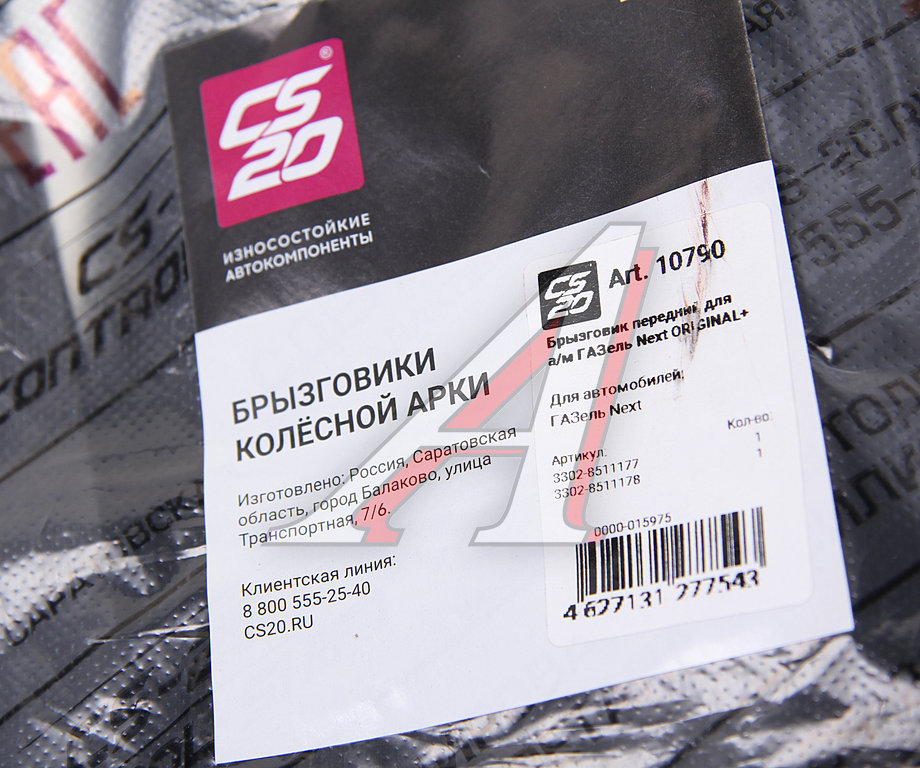 ЕАС
CS
20
®
ИЗНОСОСТОЙКИЕ
АВТОКОМПОНЕНТЫ
БРЫЗГОВИКИ
КОЛЁСНОЙ АРКИ
Изготовлено: Россия, Саратовская
область, город Балаково, улица
Транспортная, 7/6.
Клиентская линия:
8 800 555-25-40
CS20.RU
CS
20
Art. 10790
Брызговик передний для
а/м ГАЗель Next ORIGINAL+
Для автомобилей:
ГАЗель Next
Артикул: Кол-во:
3302-8511177 1
3302-8511178 1
0000-015975
4 627131 277543